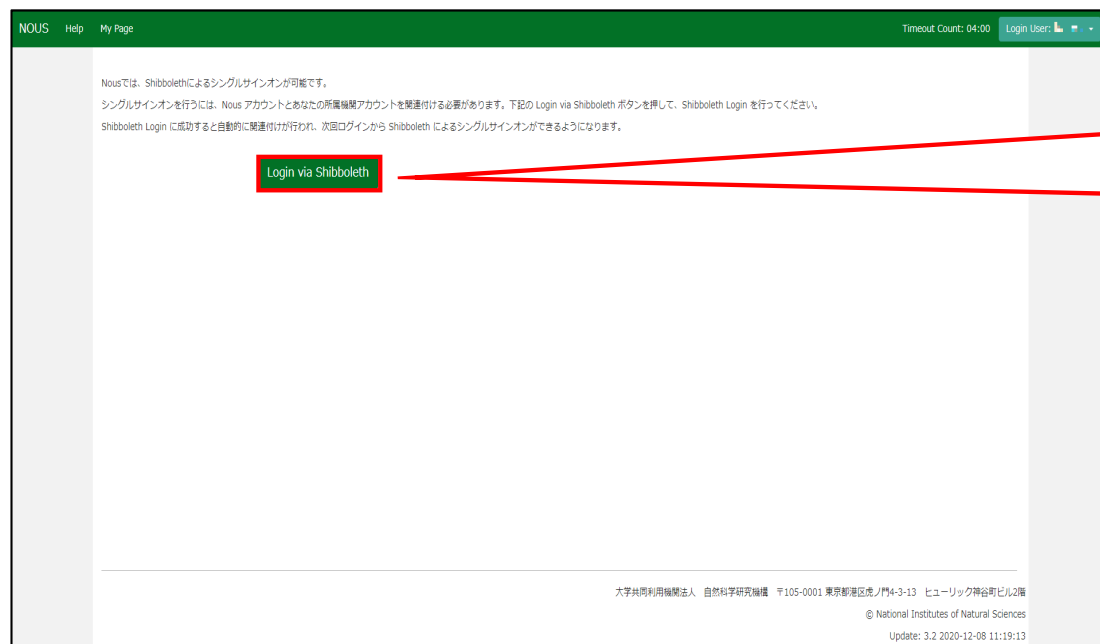 NOUS Help My Page Timeout Count: 04:00 Login User:
Nousでは、Shibbolethによるシングルサインオンが可能です。
シングルサインオンを行うには、Nous アカウントとあなたの所属機関アカウントを関連付ける必要があります。下記の Login via Shibboleth ボタンを押して、Shibboleth Login を行ってください。
Shibboleth Login に成功すると自動的に関連付けが行われ、次回ログインから Shibboleth によるシングルサインオンができるようになります。
Login via Shibboleth
大学共同利用機関法人 自然科学研究機構 〒105-0001 東京都港区虎ノ門4-3-13 ヒューリック神谷町ビル2階
© National Institutes of Natural Sciences
Update: 3.2 2020-12-08 11:19:13